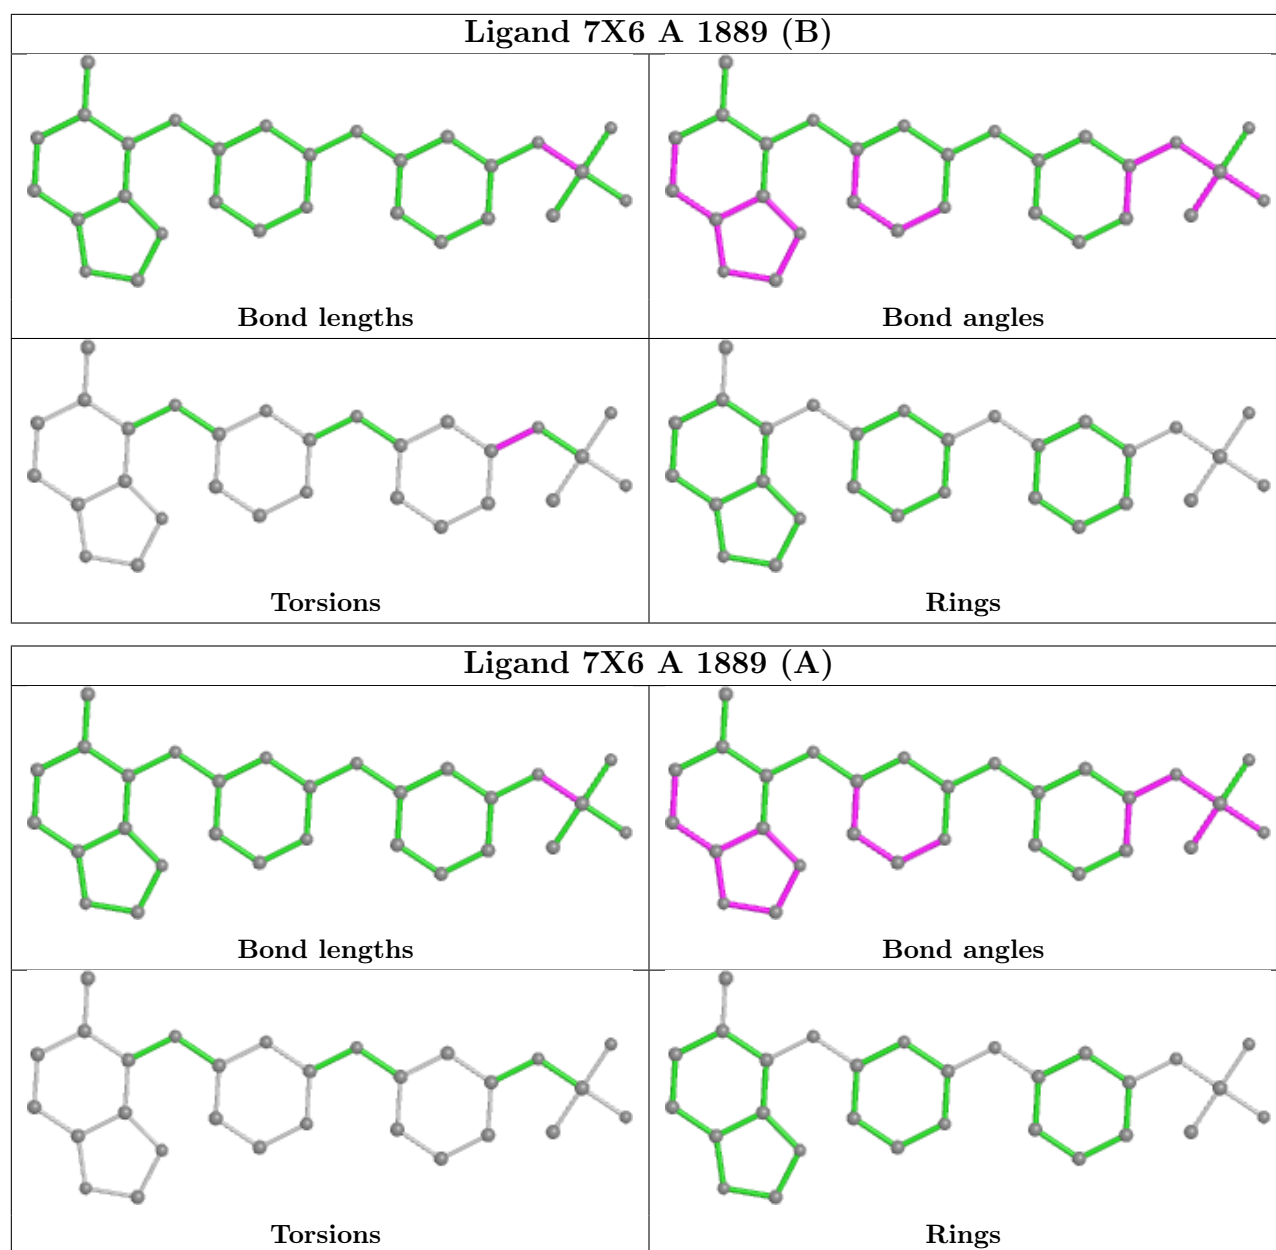 Ligand 7X6 A 1889 (B)
Bond lengths
Bond angles
Torsions
Rings
Ligand 7X6 A 1889 (A)
Bond lengths
Bond angles
Torsions
Rings